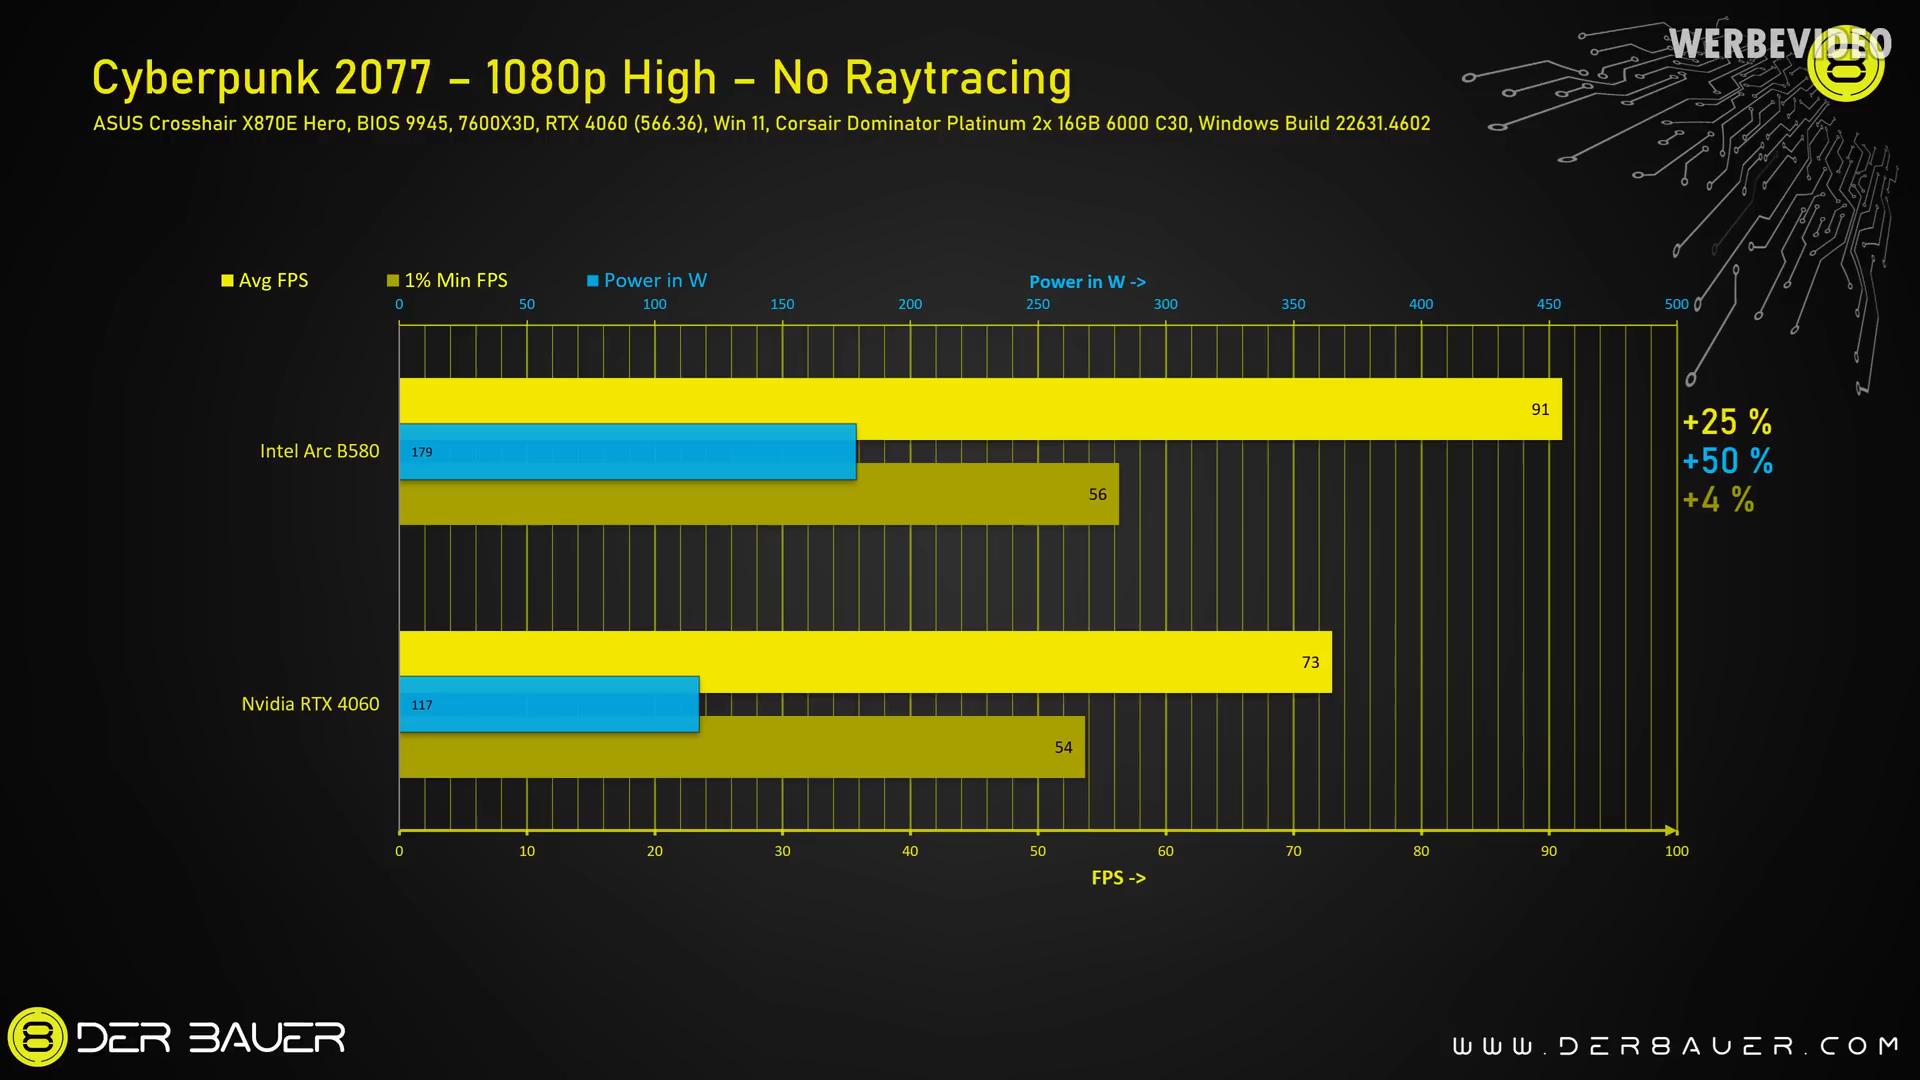 WERBEVIDEO
Cyberpunk 2077 – 1080p High – No Raytracing
ASUS Crosshair X870E Hero, BIOS 9945, 7600X3D, RTX 4060 (566.36), Win 11, Corsair Dominator Platinum 2x 16GB 6000 C30, Windows Build 22631.4602
Avg FPS 1% Min FPS Power in W Power in W ->
0 50 100 150 200 250 300 350 400 450 500
91
+25 %
Intel Arc B580 179
+50 %
56
+4 %
73
Nvidia RTX 4060 117
54
0 10 20 30 40 50 60 70 80 90 100
FPS ->
DER BAUER
WWW.DER8AUER.COM